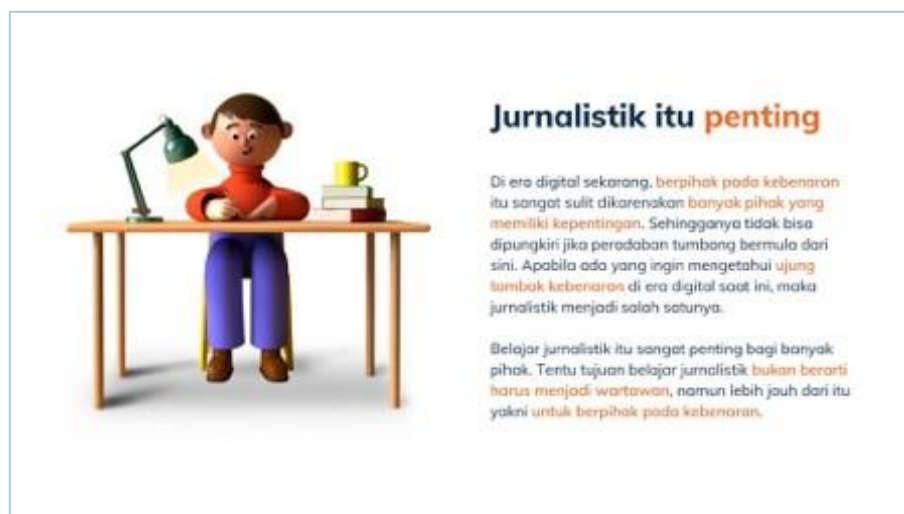 Jurnalistik itu penting
Di era digital sekarang, berpihak pada kebenaran
itu sangat sulit dikarenakan banyak pihak yang
memiliki kepentingan. Sehingganya tidak bisa
dipungkiri jika peradaban tumbang bermula dari
sini. Apabila ada yang ingin mengetahui ujung
tombak kebenaran di era digital saat ini, maka
jurnalistik menjadi salah satunya.
Belajar jurnalistik itu sangat penting bagi banyak
pihak. Tentu tujuan belajar jurnalistik bukan berarti
harus menjadi wartawan, namun lebih jauh dari itu
yakni untuk berpihak pada kebenaran.